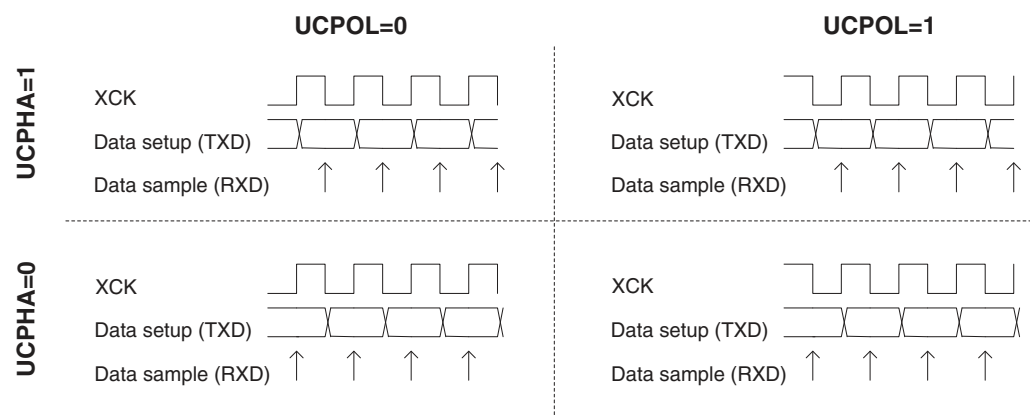 UCPOL=0
UCPOL=1
UCPHA=1
XCK
Data setup (TXD)
Data sample (RXD)
XCK
Data setup (TXD)
Data sample (RXD)
UCPHA=0
XCK
Data setup (TXD)
Data sample (RXD)
XCK
Data setup (TXD)
Data sample (RXD)